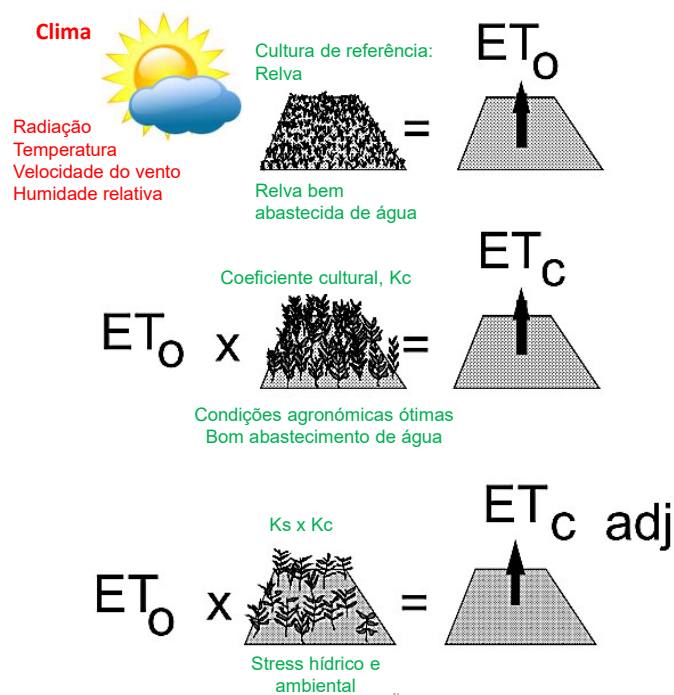 Clima
Radiação
Temperatura
Velocidade do vento
Humidade relativa
Cultura de referência:
Relva
=
ETo
Relva bem
abastecida de água
Coeficiente cultural, Kc
ETo x
=
ETc
Condições agronómicas ótimas
Bom abastecimento de água
Ks x Kc
ETo x
=
ETc adj
Stress hídrico e
ambiental